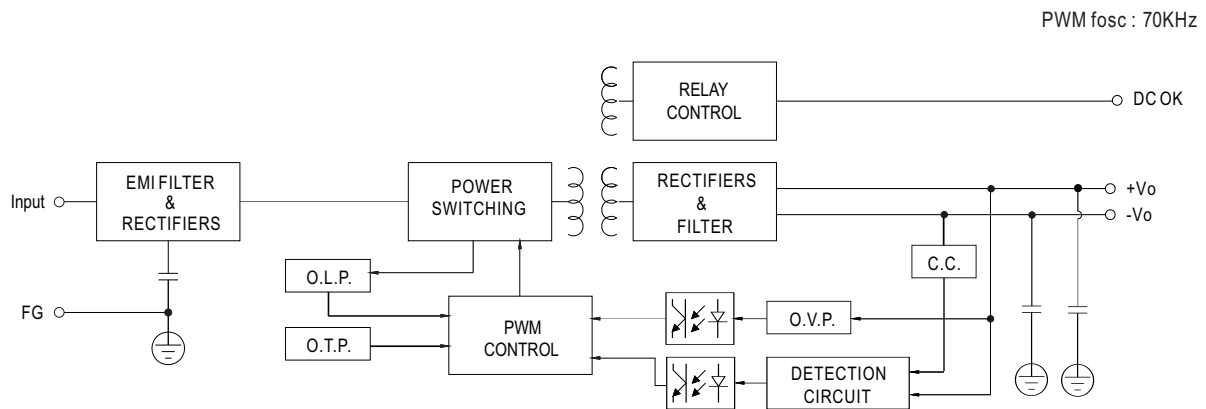 PWM fosc : 70KHz
RELAY
CONTROL
DC OK
EMI FILTER
&
RECTIFIERS
POWER
SWITCHING
RECTIFIERS
&
FILTER
Input
+Vo
-Vo
C.C.
O.L.P.
FG
PWM
CONTROL
O.V.P.
O.T.P.
DETECTION
CIRCUIT